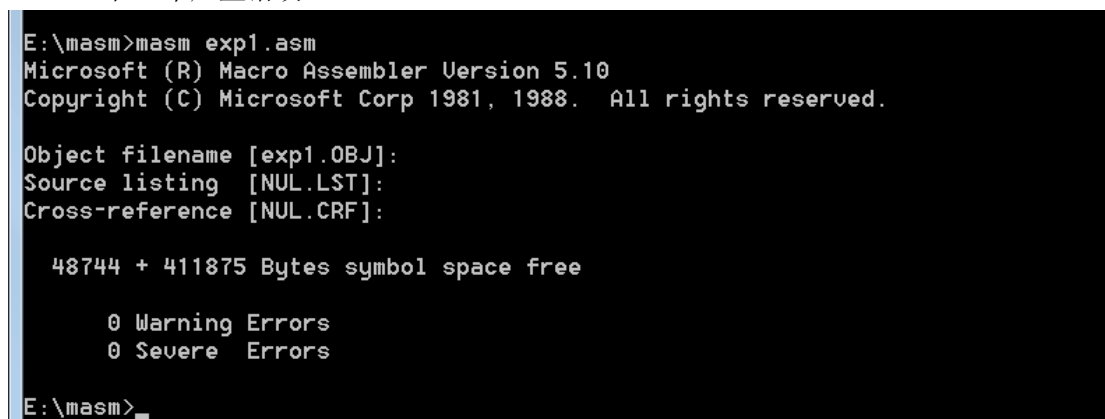 E:\masm>masm exp1.asm
Microsoft (R) Macro Assembler Version 5.10
Copyright (C) Microsoft Corp 1981, 1988.  All rights reserved.
Object filename [exp1.OBJ]:
Source listing  [NUL.LST]:
Cross-reference [NUL.CRF]:
48744 + 411875 Bytes symbol space free
0 Warning Errors
0 Severe  Errors
E:\masm>_